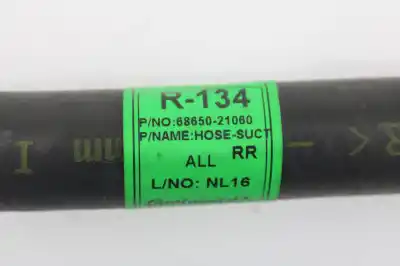 R-134
P/NO:68650-21060
P/NAME:HOSE-SUCT
ALL RR
L/NO: NL16